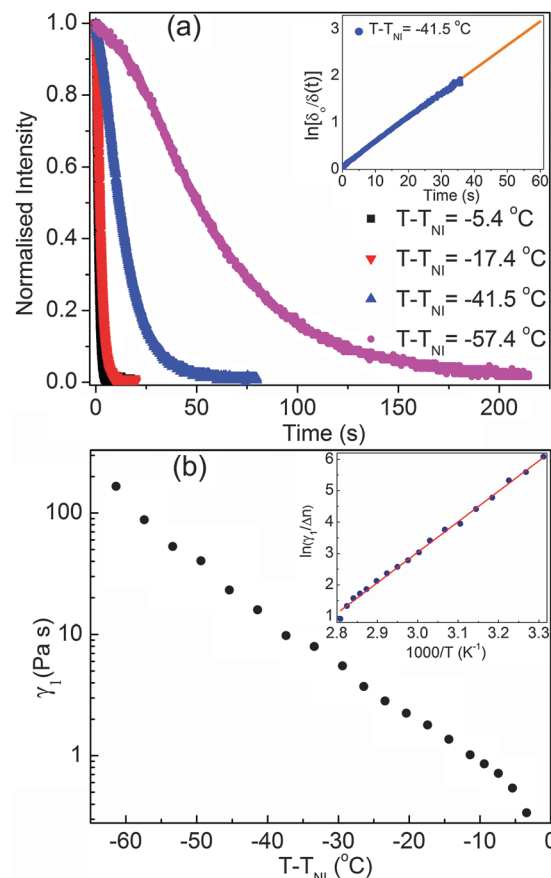 (a)
Normalised Intensity
1.0
0.8
0.6
0.4
0.2
0.0
0 50 100 150 200
Time (s)
T-T_NI = -41.5 °C
ln[δ_o/δ(t)]
3
2
1
0
0 10 20 30 40 50 60
Time (s)
T-T_NI= -5.4 °C
T-T_NI= -17.4 °C
T-T_NI= -41.5 °C
T-T_NI= -57.4 °C
(b)
γ_1(Pa s)
100
10
1
-60 -50 -40 -30 -20 -10 0
T-T_NI (°C)
ln(γ_1/Δn)
6
5
4
3
2
1
2.8 2.9 3.0 3.1 3.2 3.3
1000/T (K^-1)